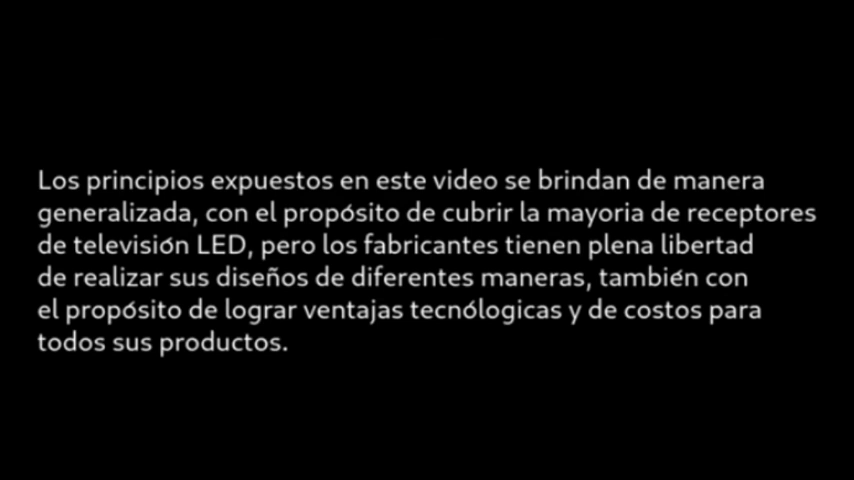 Los principios expuestos en este video se brindan de manera
generalizada, con el propósito de cubrir la mayoria de receptores
de televisión LED, pero los fabricantes tienen plena libertad
de realizar sus diseños de diferentes maneras, también con
el propósito de lograr ventajas tecnólogicas y de costos para
todos sus productos.